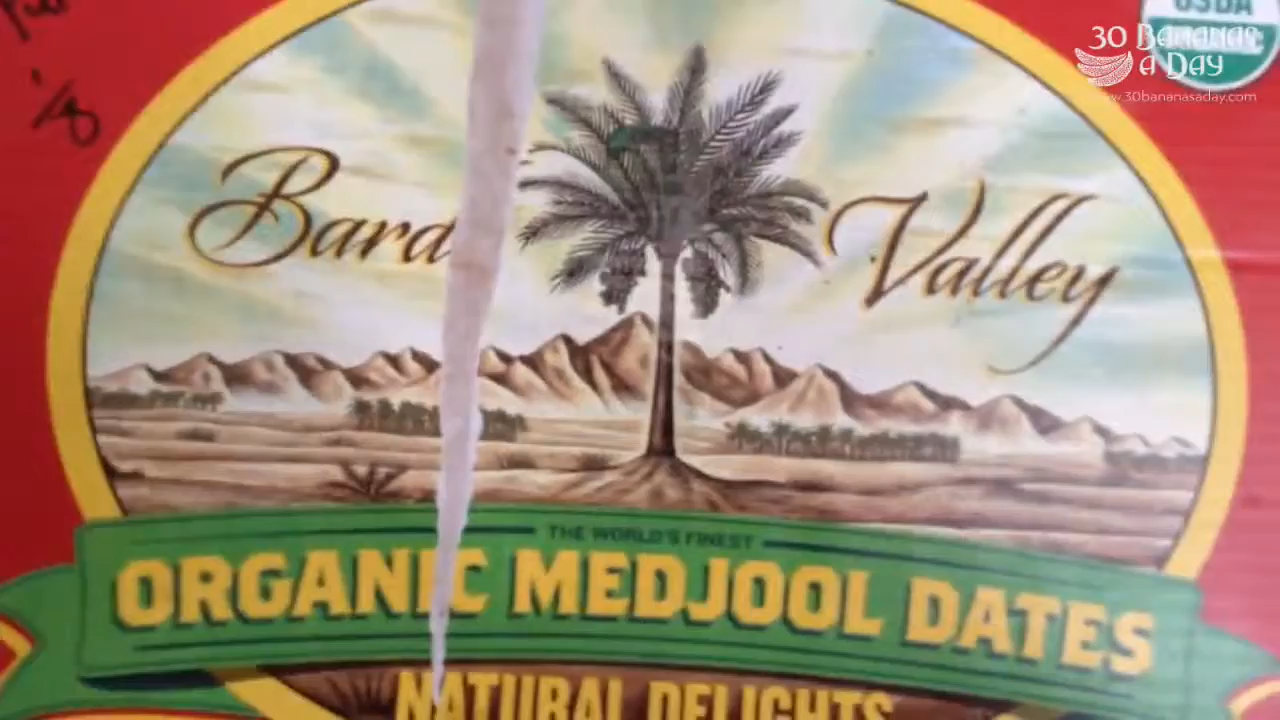 USDA
30 BANANAS
A DAY
www.30bananasaday.com
Bard Valley
THE WORLD'S FINEST
ORGANIC MEDJOOL DATES
NATURAL DELIGHTS